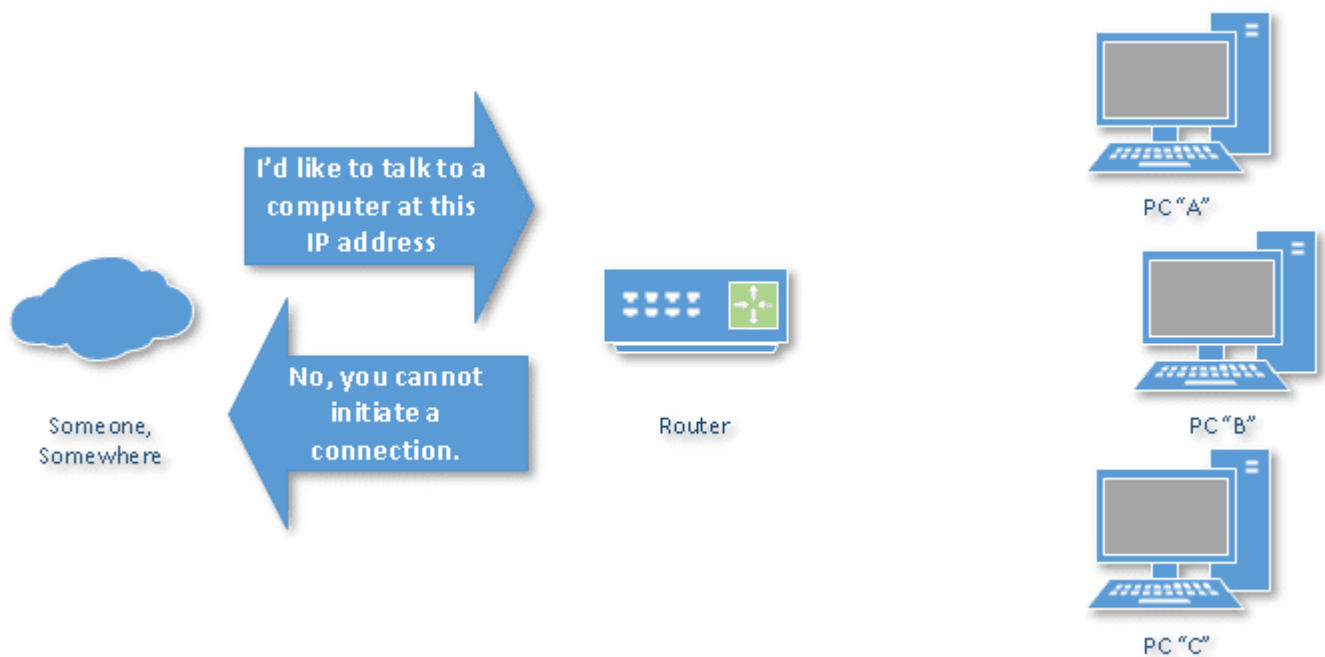 I'd like to talk to a
computer at this
IP address
No, you cannot
initiate a
connection.
Someone,
Somewhere
Router
PC "A"
PC "B"
PC "C"